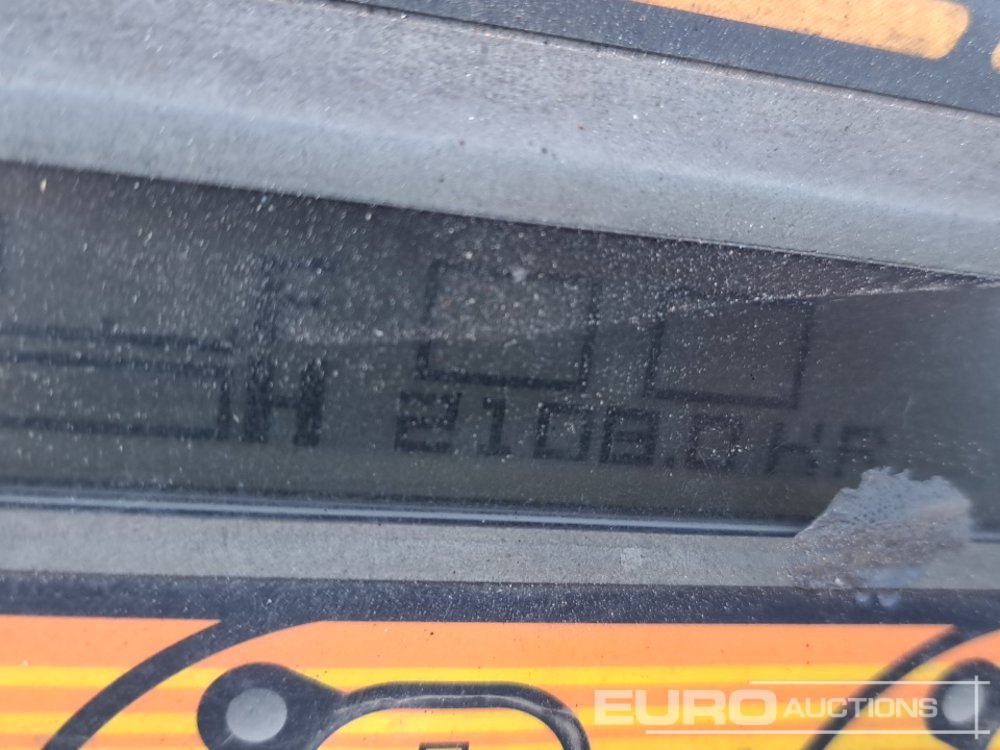 F
H
2108.0 HR
EURO AUCTIONS